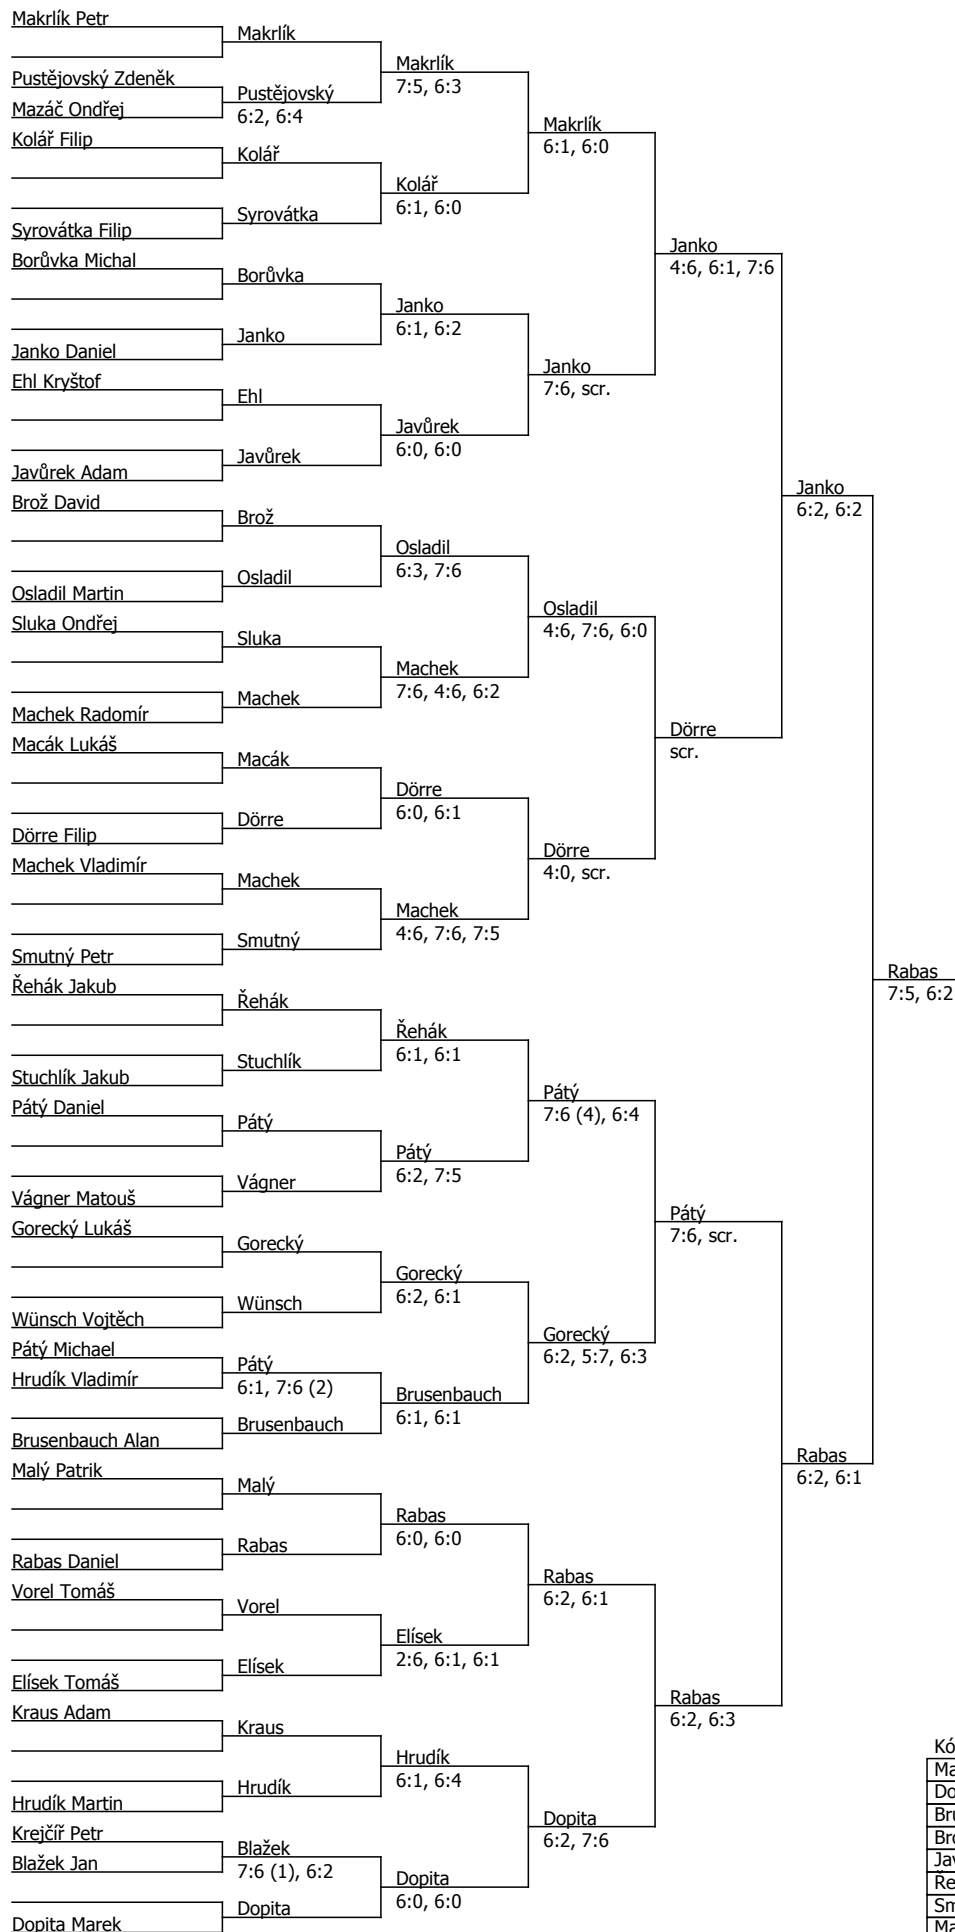 Makrlík Petr
Makrlík
Makrlík
7:5, 6:3
Pustějovský Zdeněk
Pustějovský
6:2, 6:4
Mazáč Ondřej
Makrlík
6:1, 6:0
Kolář Filip
Kolář
Kolář
6:1, 6:0
Syrovátka
Syrovátka Filip
Janko
4:6, 6:1, 7:6
Borůvka Michal
Borůvka
Janko
6:1, 6:2
Janko
Janko Daniel
Janko
7:6, scr.
Ehl Kryštof
Ehl
Javůrek
6:0, 6:0
Javůrek
Javůrek Adam
Janko
6:2, 6:2
Brož David
Brož
Osladil
6:3, 7:6
Osladil
Osladil Martin
Osladil
4:6, 7:6, 6:0
Sluka Ondřej
Sluka
Machek
7:6, 4:6, 6:2
Machek
Machek Radomír
Dörre
scr.
Macák Lukáš
Macák
Dörre
6:0, 6:1
Dörre
Dörre Filip
Dörre
4:0, scr.
Machek Vladimír
Machek
Machek
4:6, 7:6, 7:5
Smutný
Smutný Petr
Rabas
7:5, 6:2
Řehák Jakub
Řehák
Řehák
6:1, 6:1
Stuchlík
Stuchlík Jakub
Pátý
7:6 (4), 6:4
Pátý Daniel
Pátý
Pátý
6:2, 7:5
Vágner
Vágner Matouš
Pátý
7:6, scr.
Gorecký Lukáš
Gorecký
Gorecký
6:2, 6:1
Wünsch
Wünsch Vojtěch
Gorecký
6:2, 5:7, 6:3
Pátý Michael
Pátý
6:1, 7:6 (2)
Hrudík Vladimír
Brusenbauch
6:1, 6:1
Brusenbauch
Brusenbauch Alan
Rabas
6:2, 6:1
Malý Patrik
Malý
Rabas
6:0, 6:0
Rabas
Rabas Daniel
Rabas
6:2, 6:1
Vorel Tomáš
Vorel
Elísek
2:6, 6:1, 6:1
Elísek
Elísek Tomáš
Rabas
6:2, 6:3
Kraus Adam
Kraus
Hrudík
6:1, 6:4
Hrudík
Hrudík Martin
Dopita
6:2, 7:6
Krejčíř Petr
Blažek
7:6 (1), 6:2
Blažek Jan
Dopita
6:0, 6:0
Dopita
Dopita Marek
Kó
Ma
Do
Bru
Bro
Jav
Ře
Sm
Ma